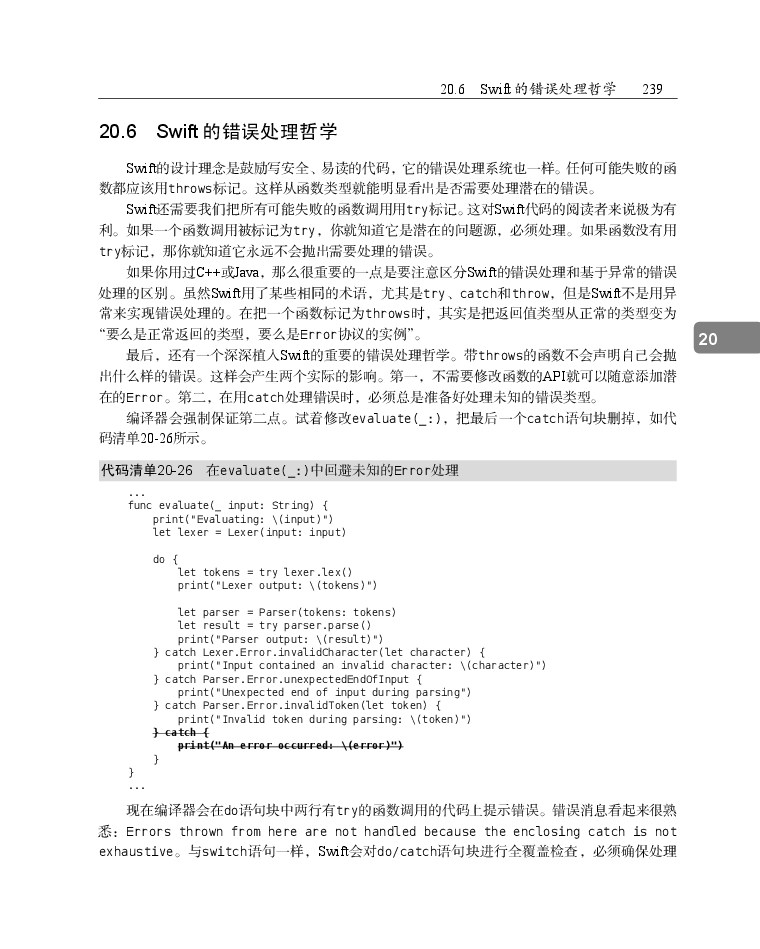 20.6 Swift 的错误处理哲学 239
20.6 Swift 的错误处理哲学
Swift的设计理念是鼓励写安全、易读的代码，它的错误处理系统也一样。任何可能失败的函
数都应该用throws标记。这样从函数类型就能明显看出是否需要处理潜在的错误。
Swift还需要我们把所有可能失败的函数调用用try标记。这对Swift代码的阅读者来说极为有
利。如果一个函数调用被标记为try，你就知道它是潜在的问题源，必须处理。如果函数没有用
try标记，那你就知道它永远不会抛出需要处理的错误。
如果你用过C++或Java，那么很重要的一点是要注意区分Swift的错误处理和基于异常的错误
处理的区别。虽然Swift用了某些相同的术语，尤其是try、catch和throw，但是Swift不是用异
常来实现错误处理的。在把一个函数标记为throws时，其实是把返回值类型从正常的类型变为
“要么是正常返回的类型，要么是Error协议的实例”。
20
最后，还有一个深深植入Swift的重要的错误处理哲学。带throws的函数不会声明自己会抛
出什么样的错误。这样会产生两个实际的影响。第一，不需要修改函数的API就可以随意添加潜
在的Error。第二，在用catch处理错误时，必须总是准备好处理未知的错误类型。
编译器会强制保证第二点。试着修改evaluate(_:)，把最后一个catch语句块删掉，如代
码清单20-26所示。
代码清单20-26 在evaluate(_:)中回避未知的Error处理
...
func evaluate(_ input: String) {
print("Evaluating: \(input)")
let lexer = Lexer(input: input)
do {
let tokens = try lexer.lex()
print("Lexer output: \(tokens)")
let parser = Parser(tokens: tokens)
let result = try parser.parse()
print("Parser output: \(result)")
} catch Lexer.Error.invalidCharacter(let character) {
print("Input contained an invalid character: \(character)")
} catch Parser.Error.unexpectedEndOfInput {
print("Unexpected end of input during parsing")
} catch Parser.Error.invalidToken(let token) {
print("Invalid token during parsing: \(token)")
} catch {
print("An error occurred: \(error)")
}
}
...
现在编译器会在do语句块中两行有try的函数调用的代码上提示错误。错误消息看起来很熟
悉：Errors thrown from here are not handled because the enclosing catch is not
exhaustive。与switch语句一样，Swift会对do/catch语句块进行全覆盖检查，必须确保处理